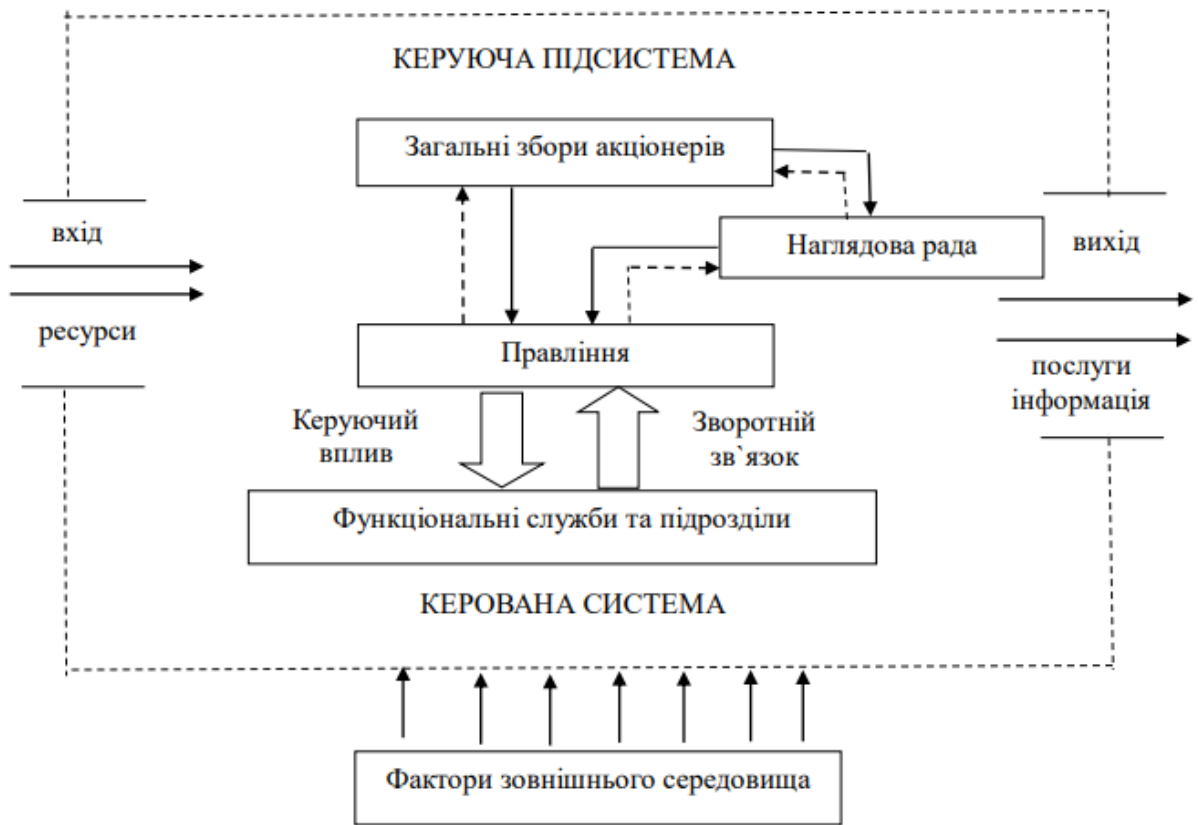 КЕРУЮЧА ПІДСИСТЕМА
Загальні збори акціонерів
вхід
Наглядова рада
вихід
ресурси
Правління
послуги
інформація
Керуючий
вплив
Зворотній
зв`язок
Функціональні служби та підрозділи
КЕРОВАНА СИСТЕМА
Фактори зовнішнього середовища